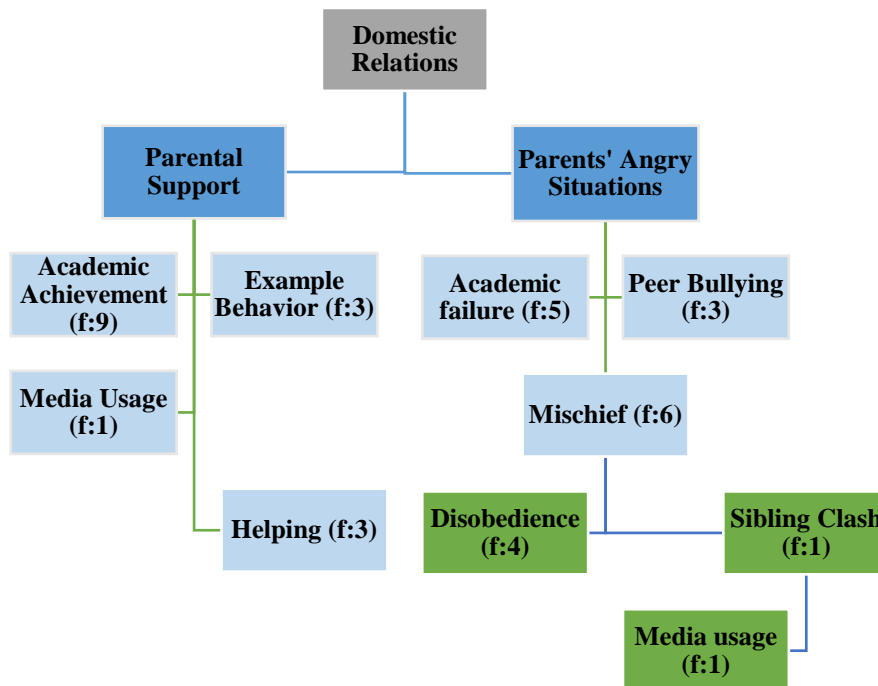 Domestic
Relations
Parental
Support
Parents' Angry
Situations
Academic
Achievement
(f:9)
Example
Behavior (f:3)
Academic
failure (f:5)
Peer Bullying
(f:3)
Media Usage
(f:1)
Mischief (f:6)
Helping (f:3)
Disobedience
(f:4)
Sibling Clash
(f:1)
Media usage
(f:1)